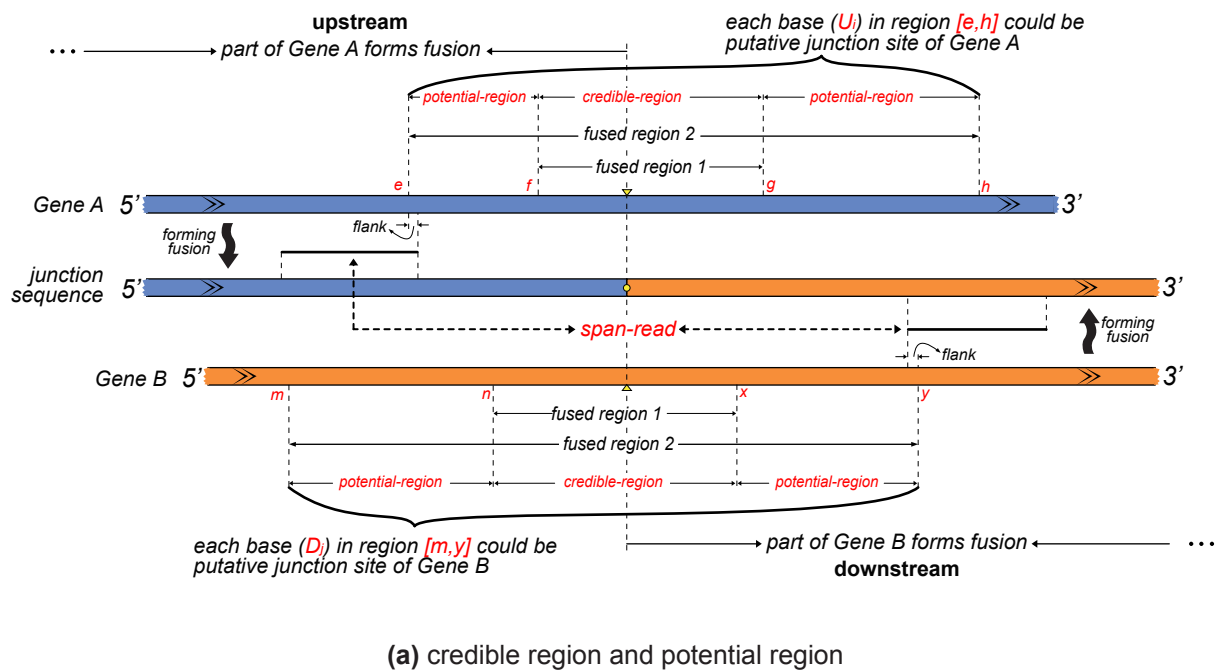 upstream
••• part of Gene A forms fusion
each base (Ui) in region [e,h] could be
putative junction site of Gene A
potential-region credible-region potential-region
fused region 2
fused region 1
e f g h
Gene A 5’ 3’
flank
forming
fusion
junction
sequence
5’ 3’
span-read
forming
fusion
flank
Gene B 5’ 3’
m n x y
fused region 1
fused region 2
potential-region credible-region potential-region
each base (Dj) in region [m,y] could be
putative junction site of Gene B
part of Gene B forms fusion •••
downstream
(a) credible region and potential region